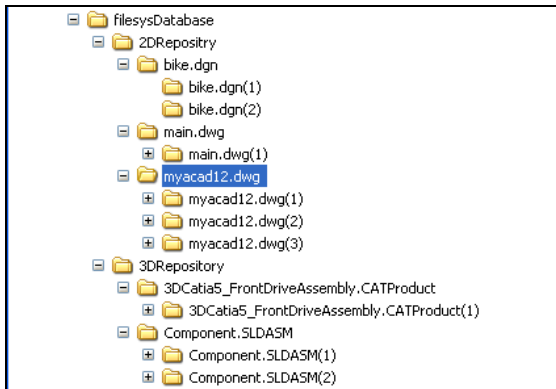 filesysDatabase
2DRepositry
bike.dgn
bike.dgn(1)
bike.dgn(2)
main.dwg
main.dwg(1)
myacad12.dwg
myacad12.dwg(1)
myacad12.dwg(2)
myacad12.dwg(3)
3DRepository
3DCatia5_FrontDriveAssembly.CATProduct
3DCatia5_FrontDriveAssembly.CATProduct(1)
Component.SLDASM
Component.SLDASM(1)
Component.SLDASM(2)